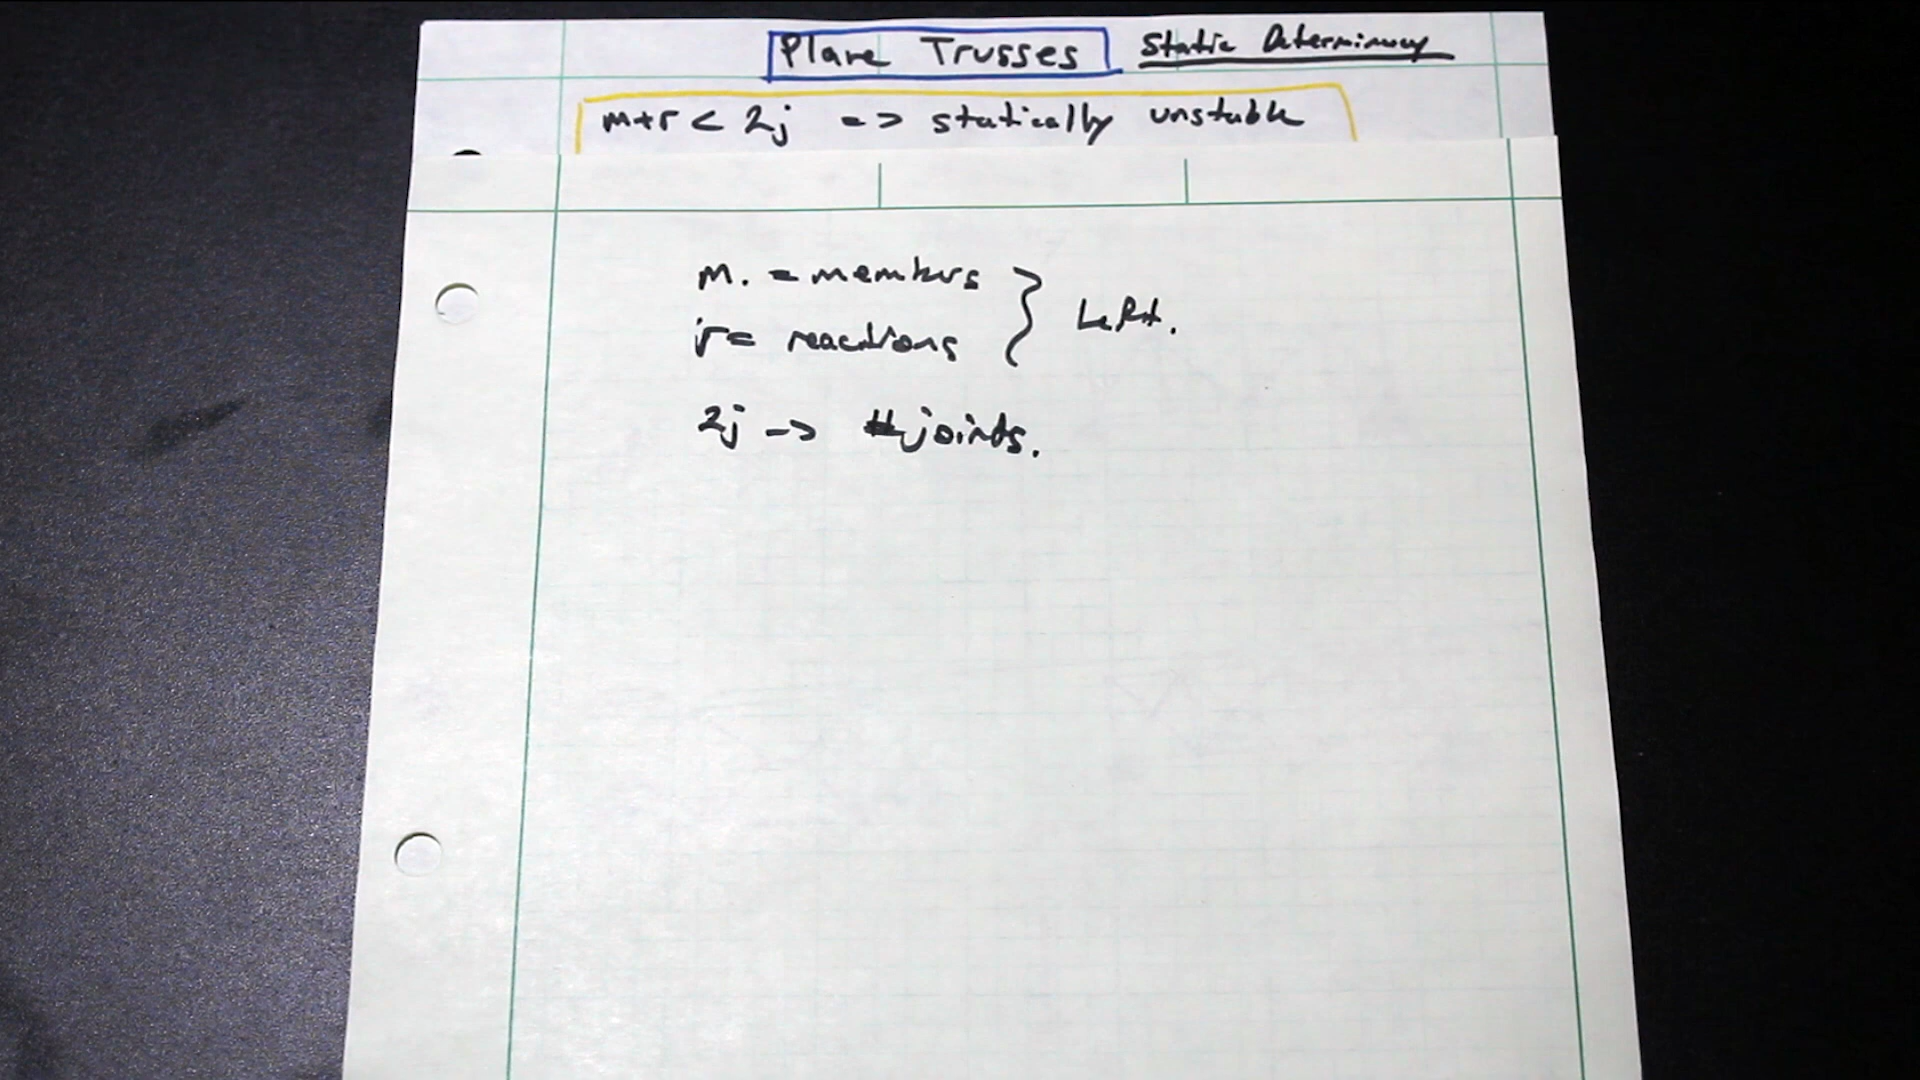 Plane Trusses Static Determinacy
m+r < 2j => statically unstable
m. = members
r = reactions
Left.
2j -> # joints.